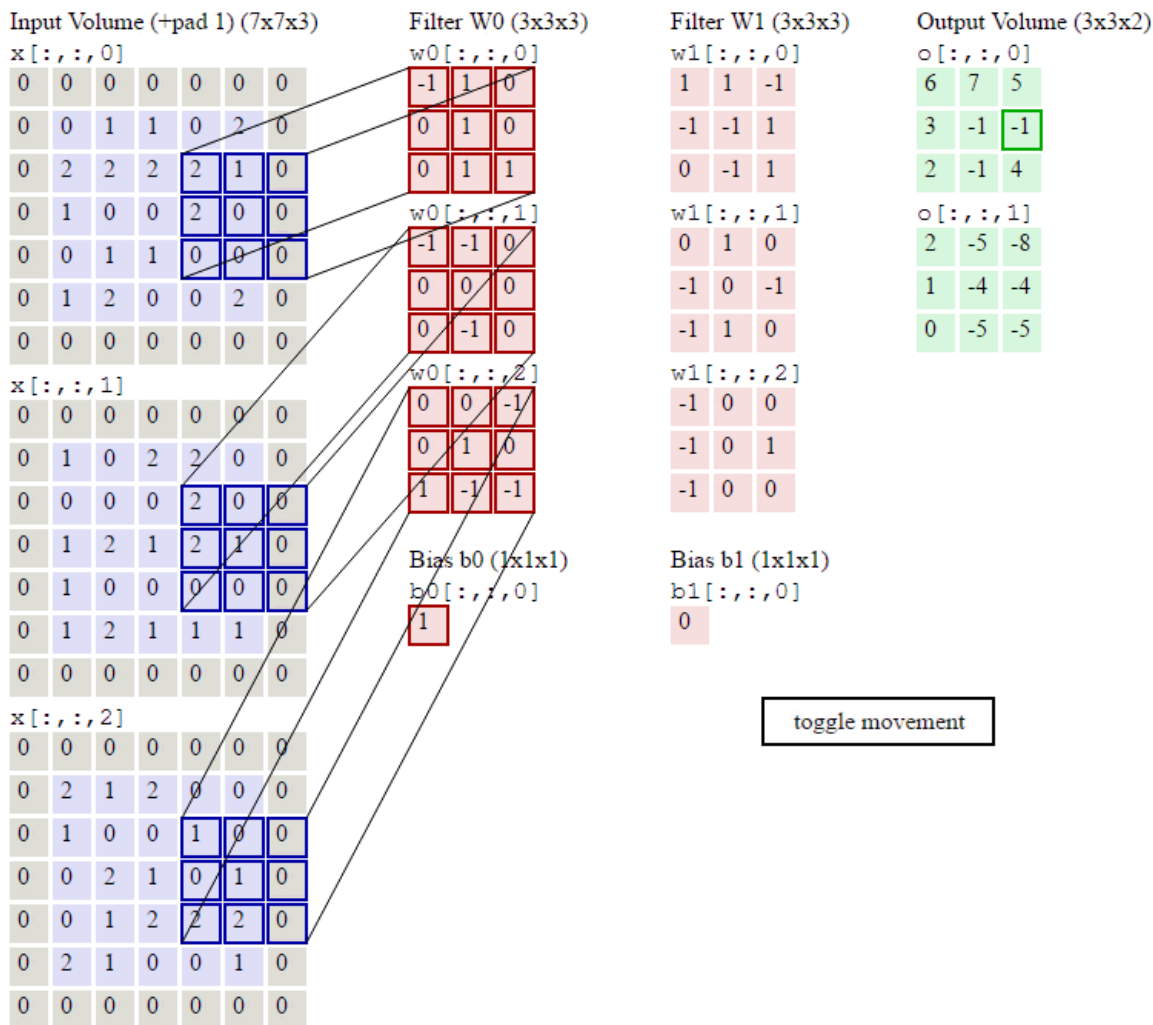 Input Volume (+pad 1) (7x7x3)
x[:,:,0]
0 0 0 0 0 0 0
0 0 1 1 0 2 0
0 2 2 2 2 1 0
0 1 0 0 2 0 0
0 0 1 1 0 0 0
0 1 2 0 0 2 0
0 0 0 0 0 0 0
x[:,:,1]
0 0 0 0 0 0 0
0 1 0 2 2 0 0
0 0 0 0 2 0 0
0 1 2 1 2 1 0
0 1 0 0 0 0 0
0 1 2 1 1 1 0
0 0 0 0 0 0 0
x[:,:,2]
0 0 0 0 0 0 0
0 2 1 2 0 0 0
0 1 0 0 1 0 0
0 0 2 1 0 1 0
0 0 1 2 2 2 0
0 2 1 0 0 1 0
0 0 0 0 0 0 0
Filter W0 (3x3x3)
w0[:,:,0]
-1 1 0
0 1 0
0 1 1
w0[:,:,1]
-1 -1 0
0 0 0
0 -1 0
w0[:,:,2]
0 0 -1
0 1 0
1 -1 -1
Bias b0 (1x1x1)
b0[:,:,0]
1
Filter W1 (3x3x3)
w1[:,:,0]
1 1 -1
-1 -1 1
0 -1 1
w1[:,:,1]
0 1 0
-1 0 -1
-1 1 0
w1[:,:,2]
-1 0 0
-1 0 1
-1 0 0
Bias b1 (1x1x1)
b1[:,:,0]
0
Output Volume (3x3x2)
o[:,:,0]
6 7 5
3 -1 -1
2 -1 4
o[:,:,1]
2 -5 -8
1 -4 -4
0 -5 -5
toggle movement